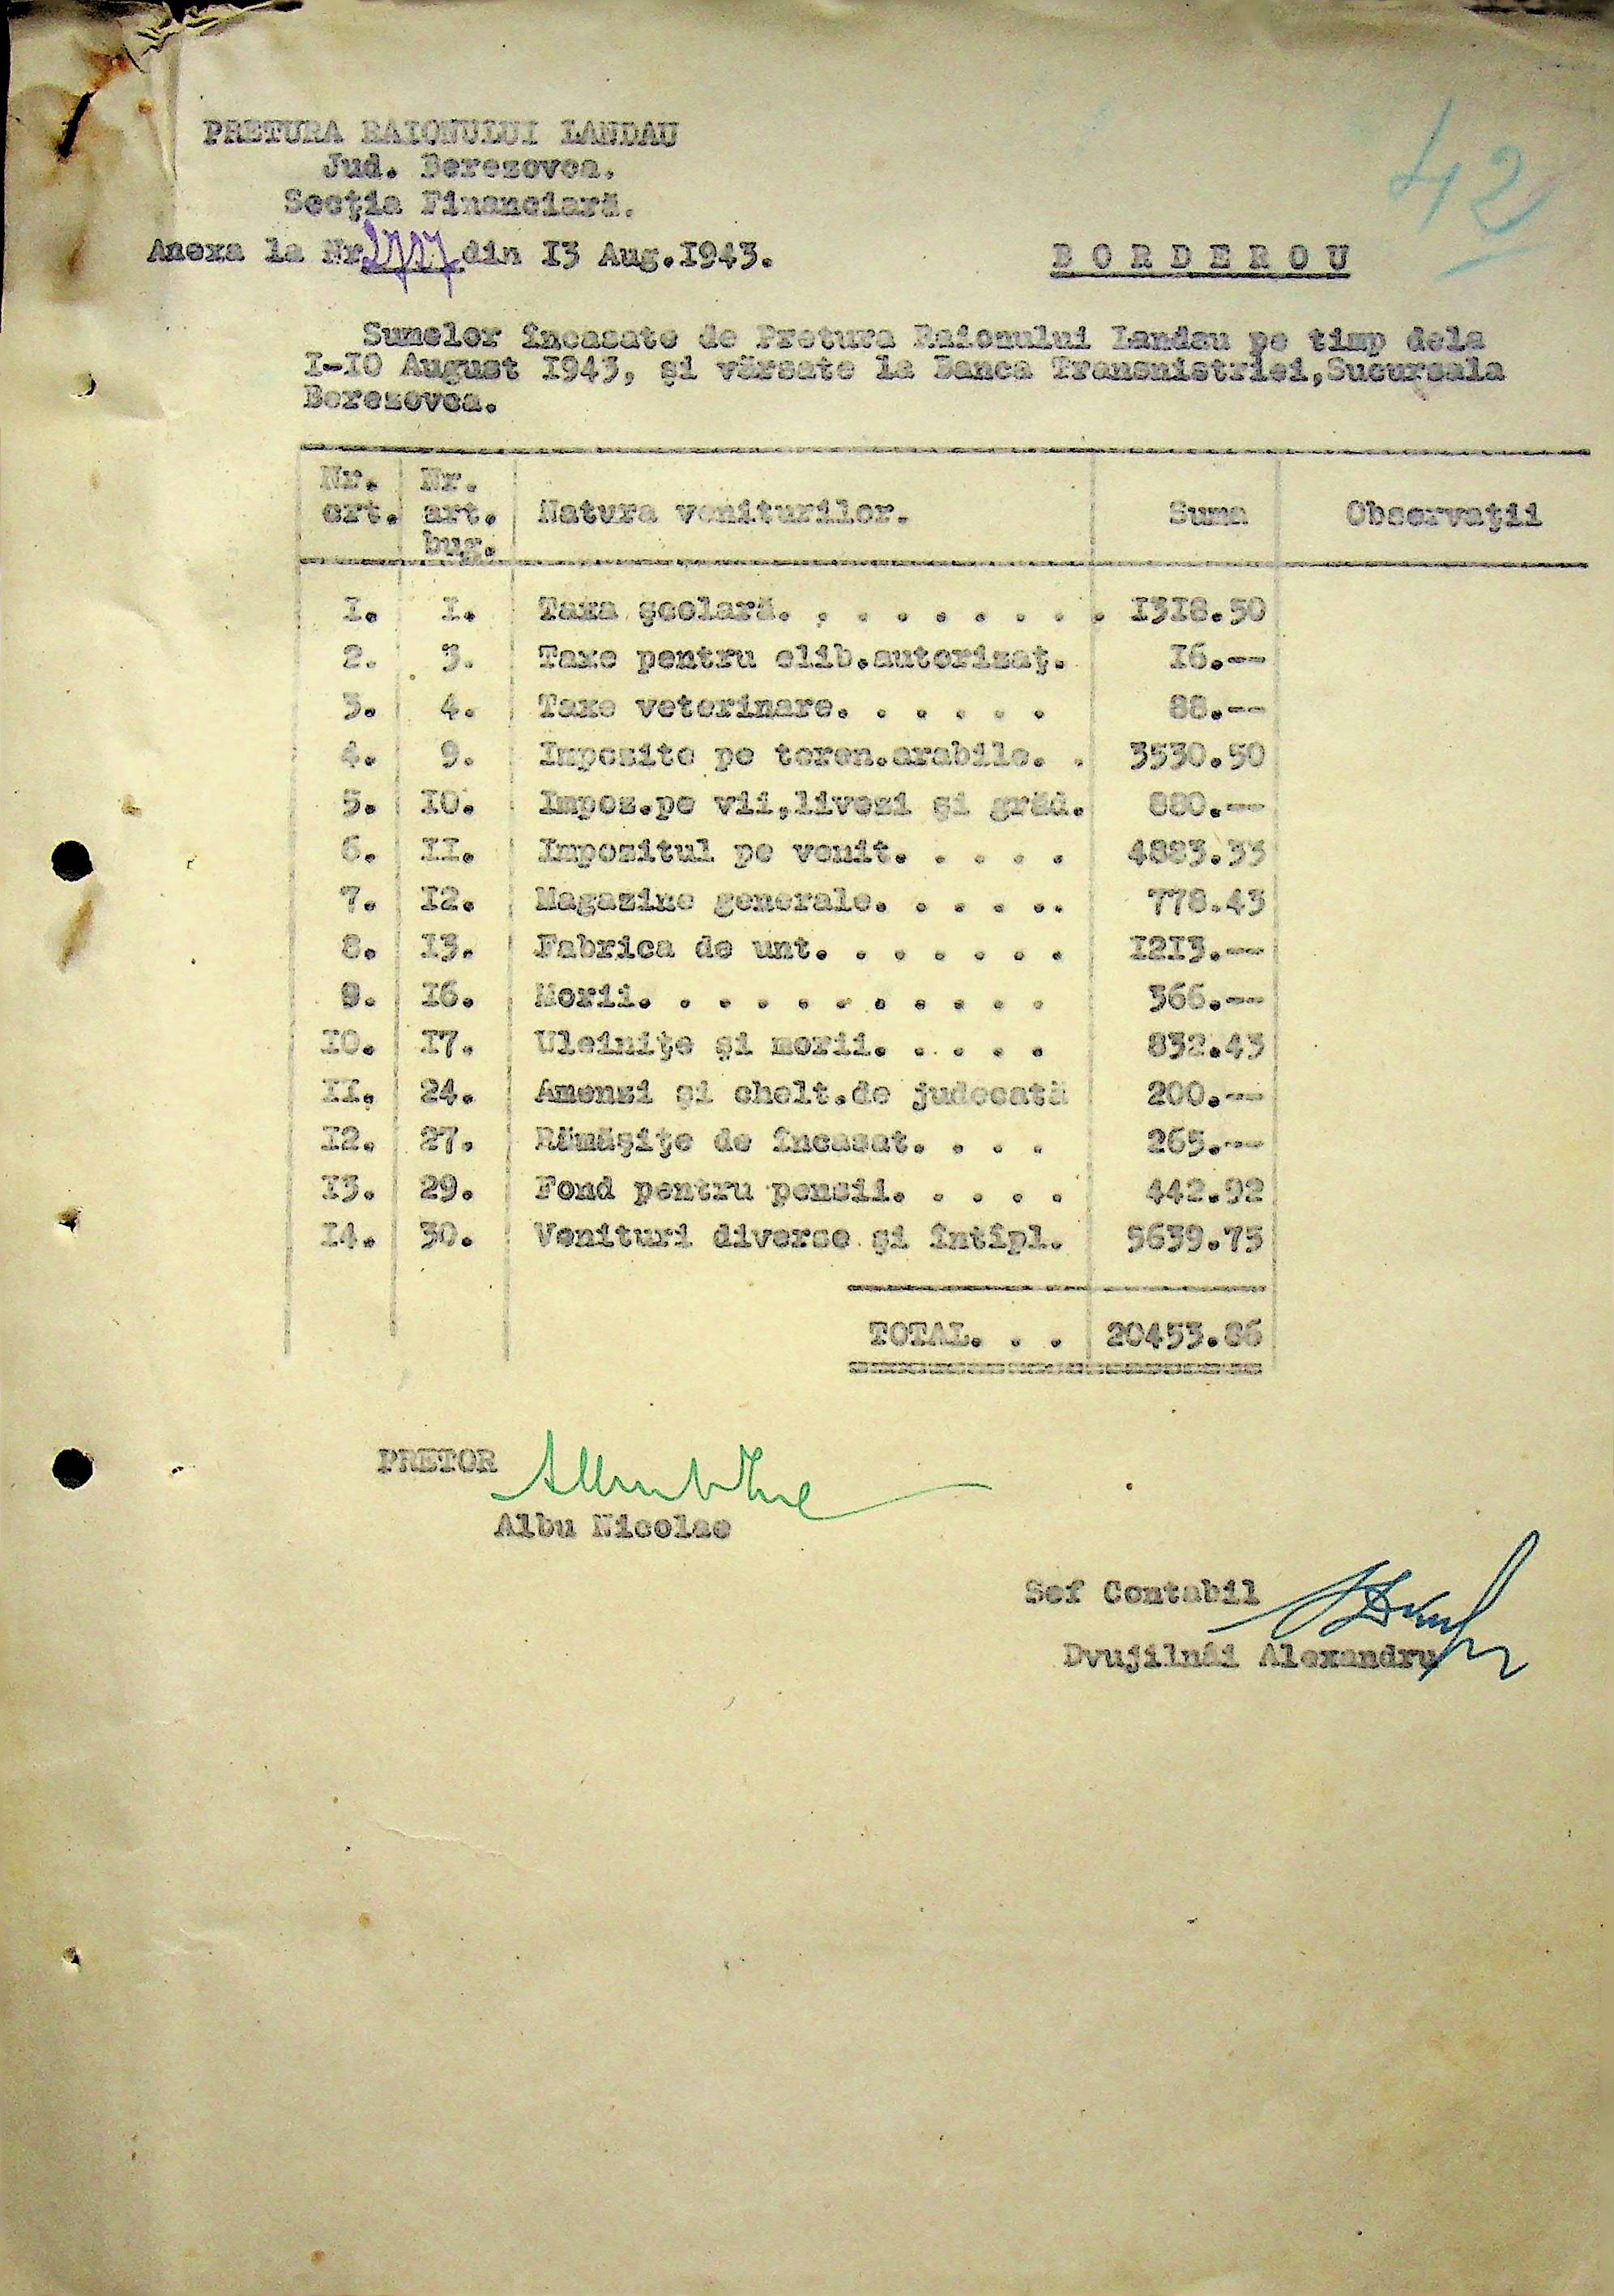 42
PRETURA RAIONULUI LANDAU
Jud. Berezovca.
Secţia Financiară.
Anexa la Nr. din I3 Aug.I943.
B O R D E R O U
Sumelor încasate de Pretura Raionului Landau pe timp dela
I-IO August I943, şi vărsate la Banca Transnistriei,Sucursala
Berezovca.
Nr. crt. Nr. art. bug. Natura veniturilor. Suma Observaţii
I. I. Taxa şcolară. . . . . . . . . I3I8.50
2. 3. Taxe pentru elib.autorizaţ. I6.--
3. 4. Taxe veterinare. . . . . . 88.--
4. 9. Impozite pe teren.arabile. . 3530.50
5. IO. Impoz.pe vii,livezi şi grăd. 880.--
6. II. Impozitul pe venit. . . . . 4883.33
7. I2. Magazine generale. . . . . .. 778.43
8. I3. Fabrica de unt. . . . . . . I2I3.--
9. I6. Morii. . . . . . . . . . . 366.--
IO. I7. Uleiniţe şi morii. . . . . 832.43
II. 24. Amenzi şi chelt.de judecată 200.--
I2. 27. Rămăşiţe de încasat. . . . 265.--
I3. 29. Fond pentru pensii. . . . . 442.92
I4. 30. Venituri diverse şi întîpl. 5639.75
TOTAL. . . 20453.86
PRETOR
Albu Nicolae
Sef Contabil
Dvujilnâi Alexandru